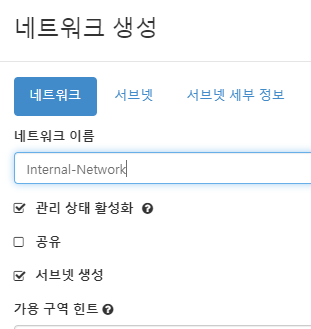 네트워크 생성
네트워크 서브넷 서브넷 세부 정보
네트워크 이름
Internal-Network
관리 상태 활성화
공유
서브넷 생성
가용 구역 힌트